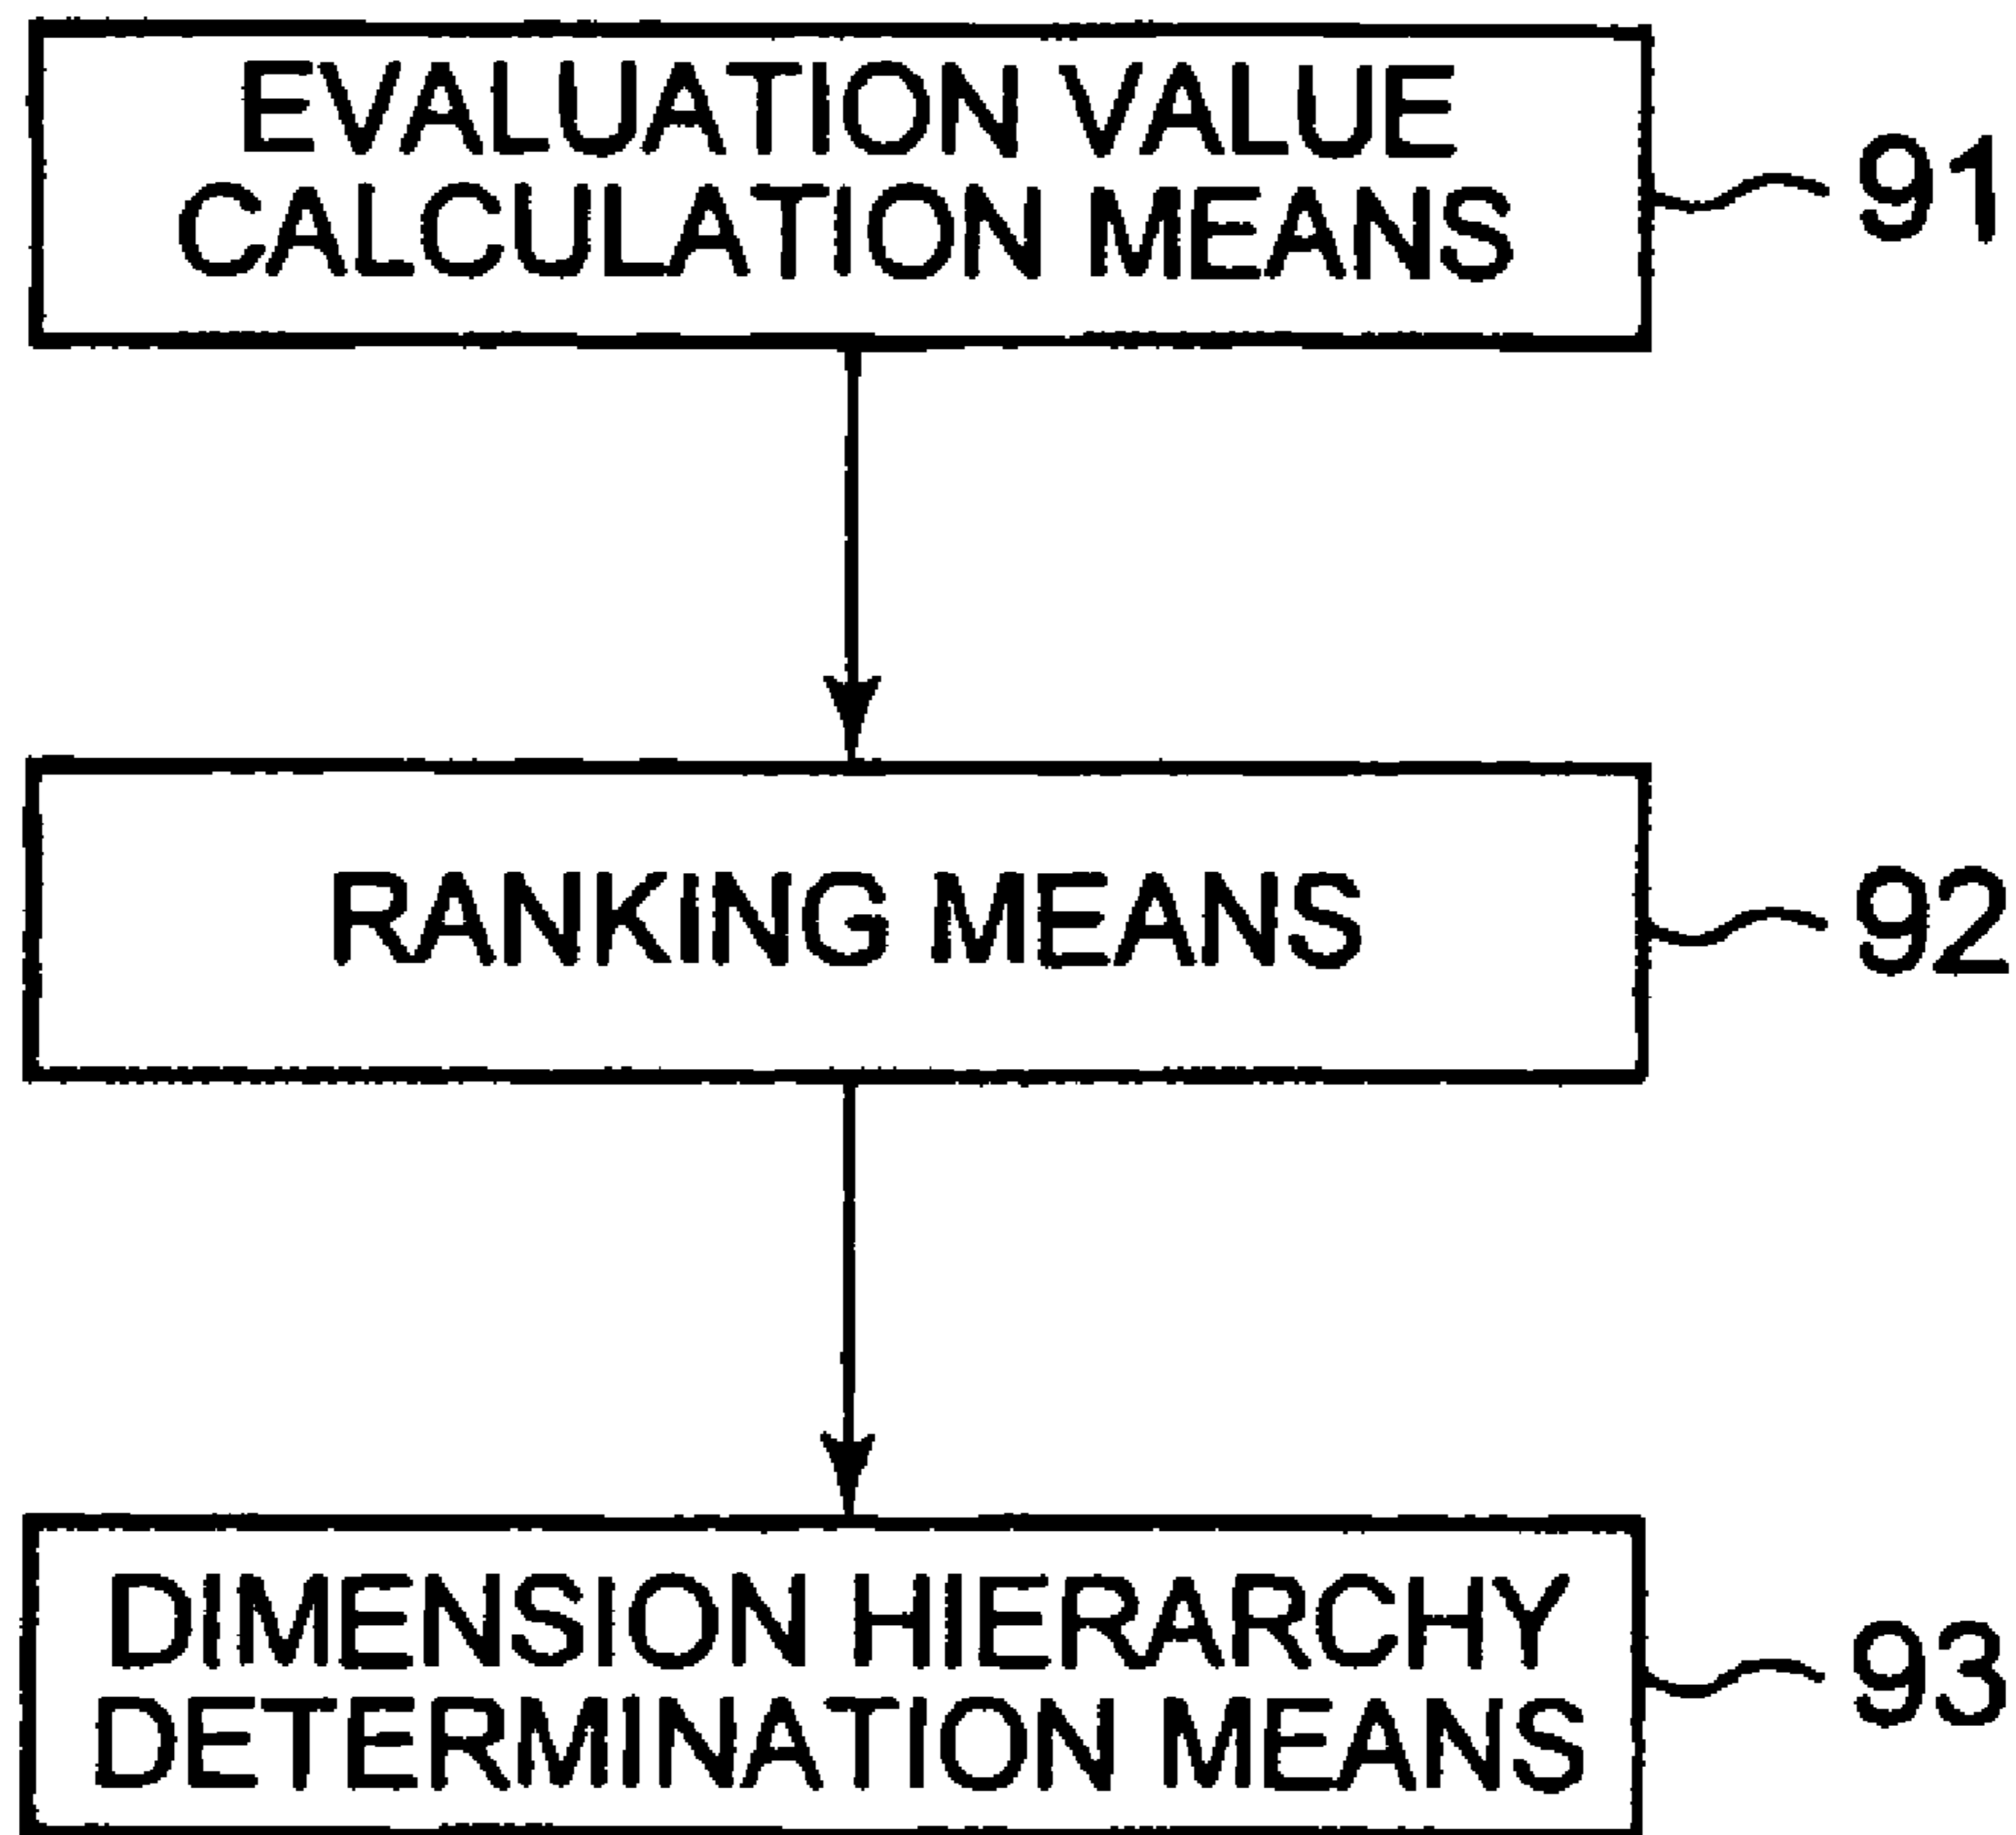 EVALUATION VALUE
CALCULATION MEANS
91
RANKING MEANS
92
DIMENSION HIERARCHY
DETERMINATION MEANS
93